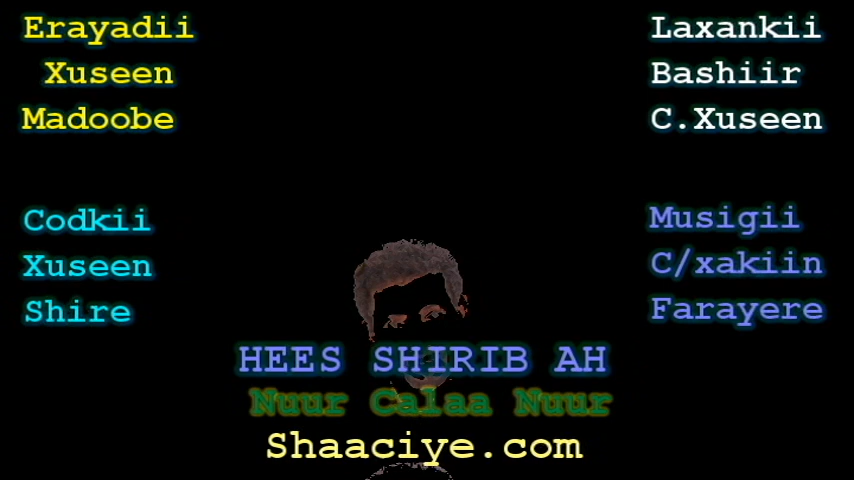 Erayadii
Xuseen
Madoobe
Laxankii
Bashiir
C.Xuseen
Codkii
Xuseen
Shire
Musigii
C/xakiin
Farayere
HEES SHIRIB AH
Nuur Calaa Nuur
Shaaciye.com